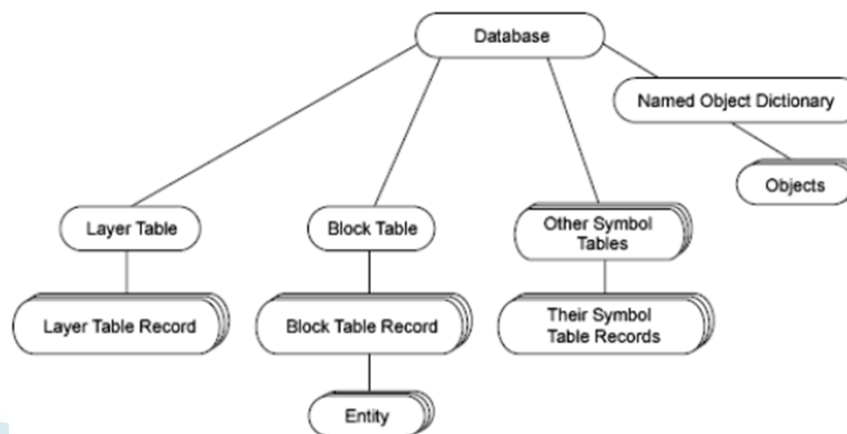 Database
Named Object Dictionary
Objects
Layer Table
Block Table
Other Symbol
Tables
Layer Table Record
Block Table Record
Their Symbol
Table Records
Entity